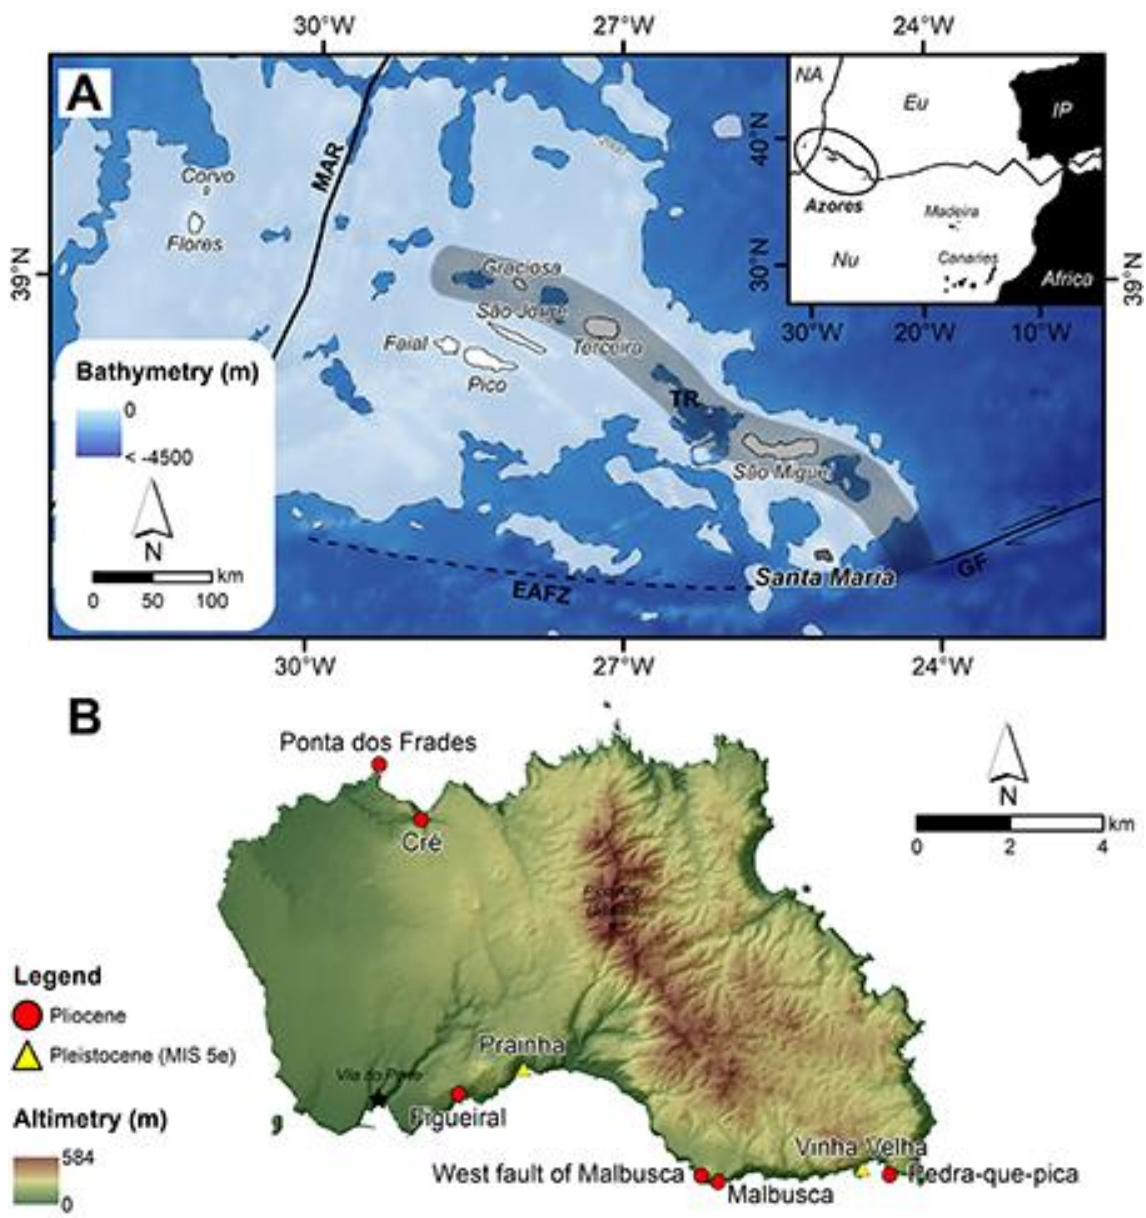 30°W 27°W 24°W
A
NA
Eu
IP
40°N
Corvo
MAR
Flores
Azores
Madeira
39°N
Graciosa
Nu
30°N
Canaries
Africa
39°N
São Jorge
Faial
Terceira
30°W 20°W 10°W
Pico
Bathymetry (m)
0
< -4500
TR
São Miguel
N
km
0 50 100
EAFZ
Santa Maria
GF
30°W 27°W 24°W
B
Ponta dos Frades
Cré
N
km
0 2 4
Legend
Pliocene
Pleistocene (MIS 5e)
Prainha
Vila do Porto
Figueiral
Altimetry (m)
584
0
Vinha Velha
West fault of Malbusca
Pedra-que-pica
Malbusca